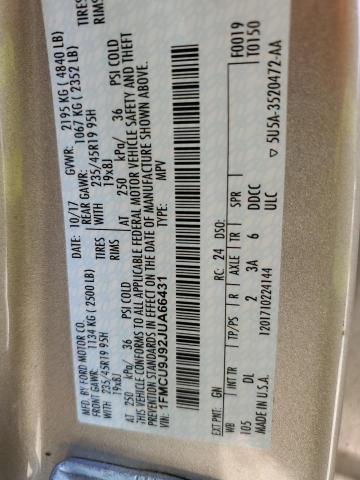 MFD. BY FORD MOTOR CO.
DATE: 10/17 GVWR: 2195 KG ( 4840 LB)
FRONT GAWR: 1134 KG (2500 LB) REAR GAWR: 1067 KG ( 2352 LB)
WITH 235/45R19 95H TIRES WITH 235/45R19 95H TIRES
19x8J RIMS 19x8J RIMS
AT 250 kPa/ 36 PSI COLD AT 250 kPa/ 36 PSI COLD
THIS VEHICLE CONFORMS TO ALL APPLICABLE FEDERAL MOTOR VEHICLE SAFETY AND THEFT
PREVENTION STANDARDS IN EFFECT ON THE DATE OF MANUFACTURE SHOWN ABOVE.
VIN: 1FMCU9J92JUA66431 TYPE: MPV
F0019
T0150
EXT PNT: GN RC: 24 DSO:
WB INT TR TP/PS R AXLE TR SPR
105 DL 2 3A 6 DDCC
MADE IN U.S.A. ULC
1201710224144 ▽ 5U5A-3520472-AA